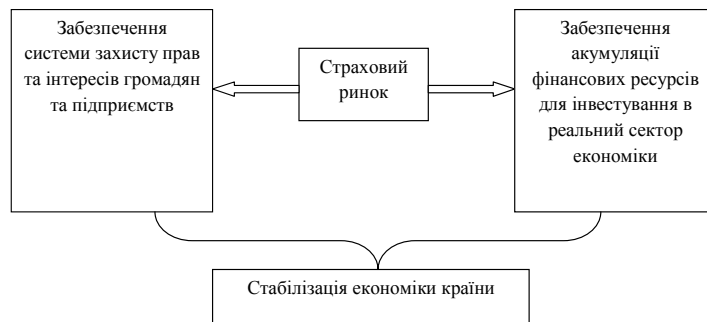 Забезпечення
системи захисту прав
та інтересів громадян
та підприємств
Страховий
ринок
Забезпечення
акумуляції
фінансових ресурсів
для інвестування в
реальний сектор
економіки
Стабілізація економіки країни